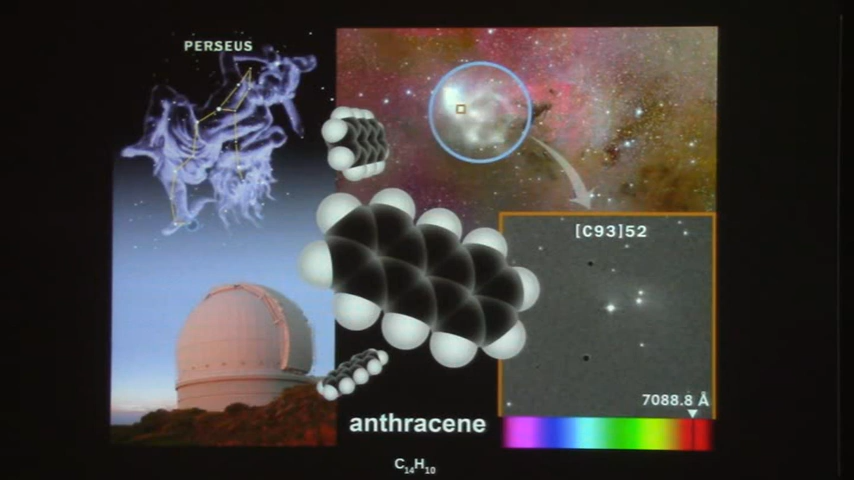 PERSEUS
[C93]52
7088.8 Å
anthracene
C₁₄H₁₀